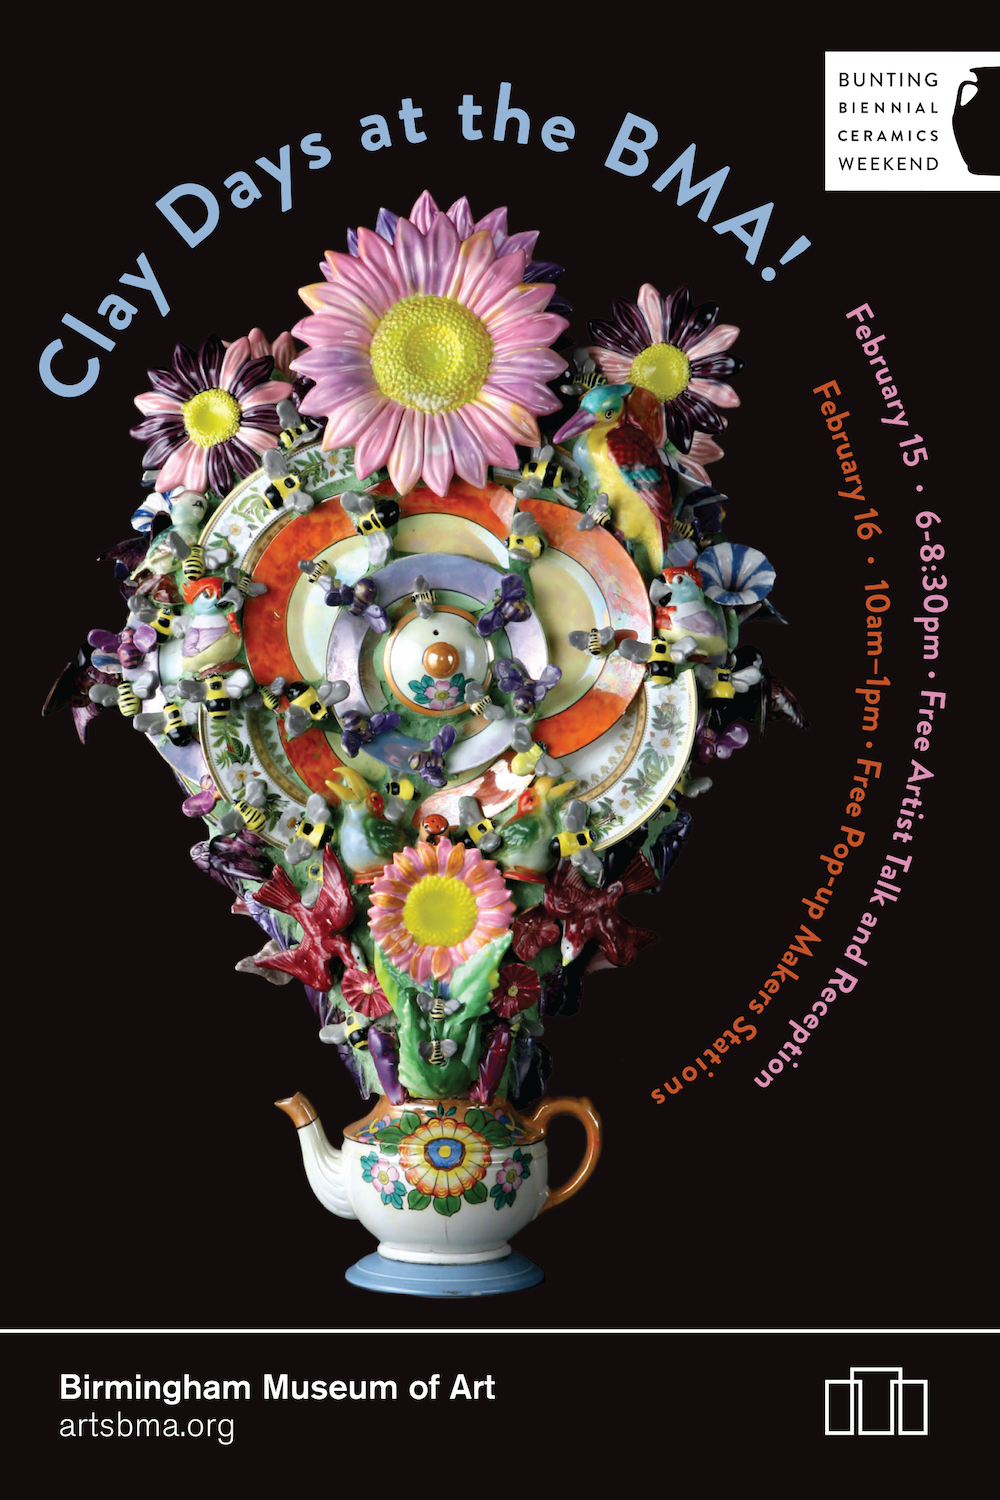 BUNTING
BIENNIAL
CERAMICS
WEEKEND
Clay Days at the BMA!
February 15 • 6-8:30pm • Free Artist Talk and Reception
February 16 • 10am–1pm • Free Pop-up Makers Stations
Birmingham Museum of Art
artsbma.org